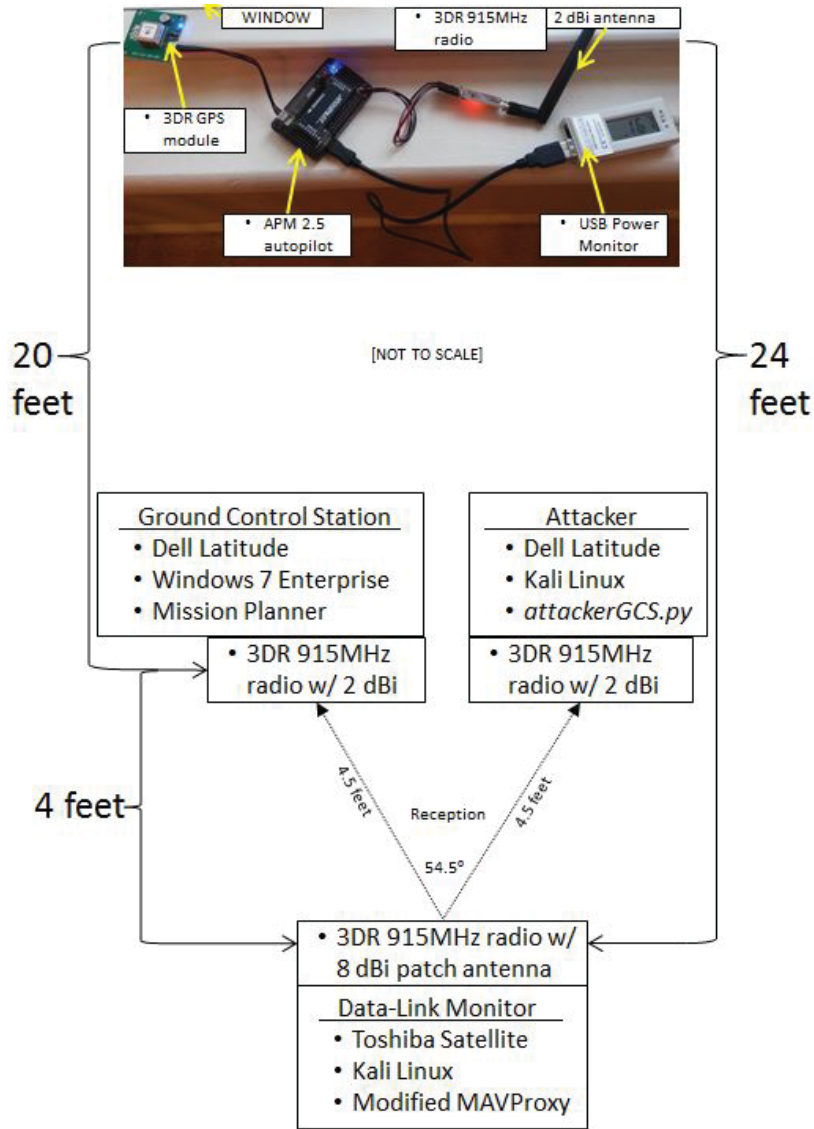 WINDOW
• 3DR 915MHz
radio
2 dBi antenna
• 3DR GPS
module
• APM 2.5
autopilot
• USB Power
Monitor
20
feet
[NOT TO SCALE]
24
feet
Ground Control Station
• Dell Latitude
• Windows 7 Enterprise
• Mission Planner
• 3DR 915MHz
radio w/ 2 dBi
Attacker
• Dell Latitude
• Kali Linux
• attackerGCS.py
• 3DR 915MHz
radio w/ 2 dBi
4 feet
4.5 feet
Reception
4.5 feet
54.5⁰
• 3DR 915MHz radio w/
8 dBi patch antenna
Data-Link Monitor
• Toshiba Satellite
• Kali Linux
• Modified MAVProxy